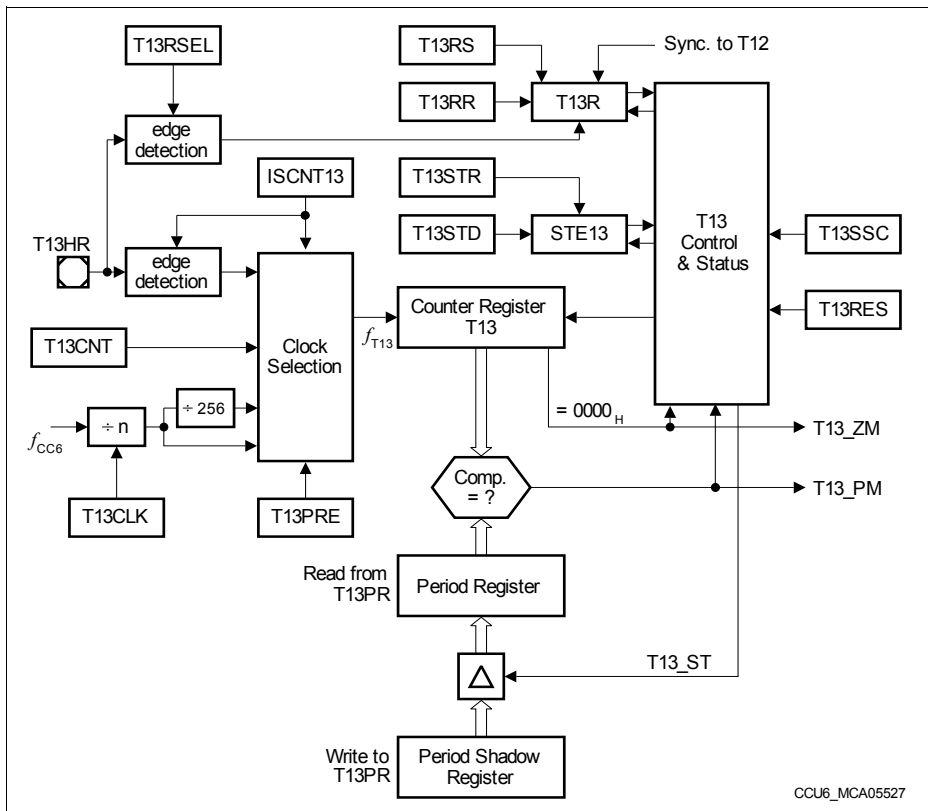 T13RSEL
T13RS
Sync. to T12
T13RR
T13R
edge
detection
ISCNT13
T13STR
T13STD
STE13
T13
Control
& Status
T13SSC
T13HR
edge
detection
T13RES
Counter Register
T13
fT13
T13CNT
Clock
Selection
÷ 256
÷ n
fCC6
= 0000H
T13_ZM
Comp.
= ?
T13_PM
T13CLK
T13PRE
Read from
T13PR
Period Register
T13_ST
Δ
Write to
T13PR
Period Shadow
Register
CCU6_MCA05527